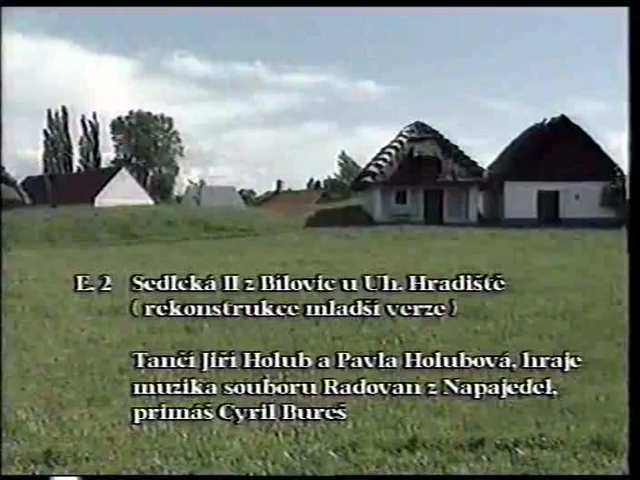 E. 2 Sedlcká II z Bílovic u Uh. Hradiště
( rekonstrukce mladší verze )
Tančí Jiří Holub a Pavla Holubová, hraje
muzika souboru Radovan z Napajedel,
primáš Cyril Bureš